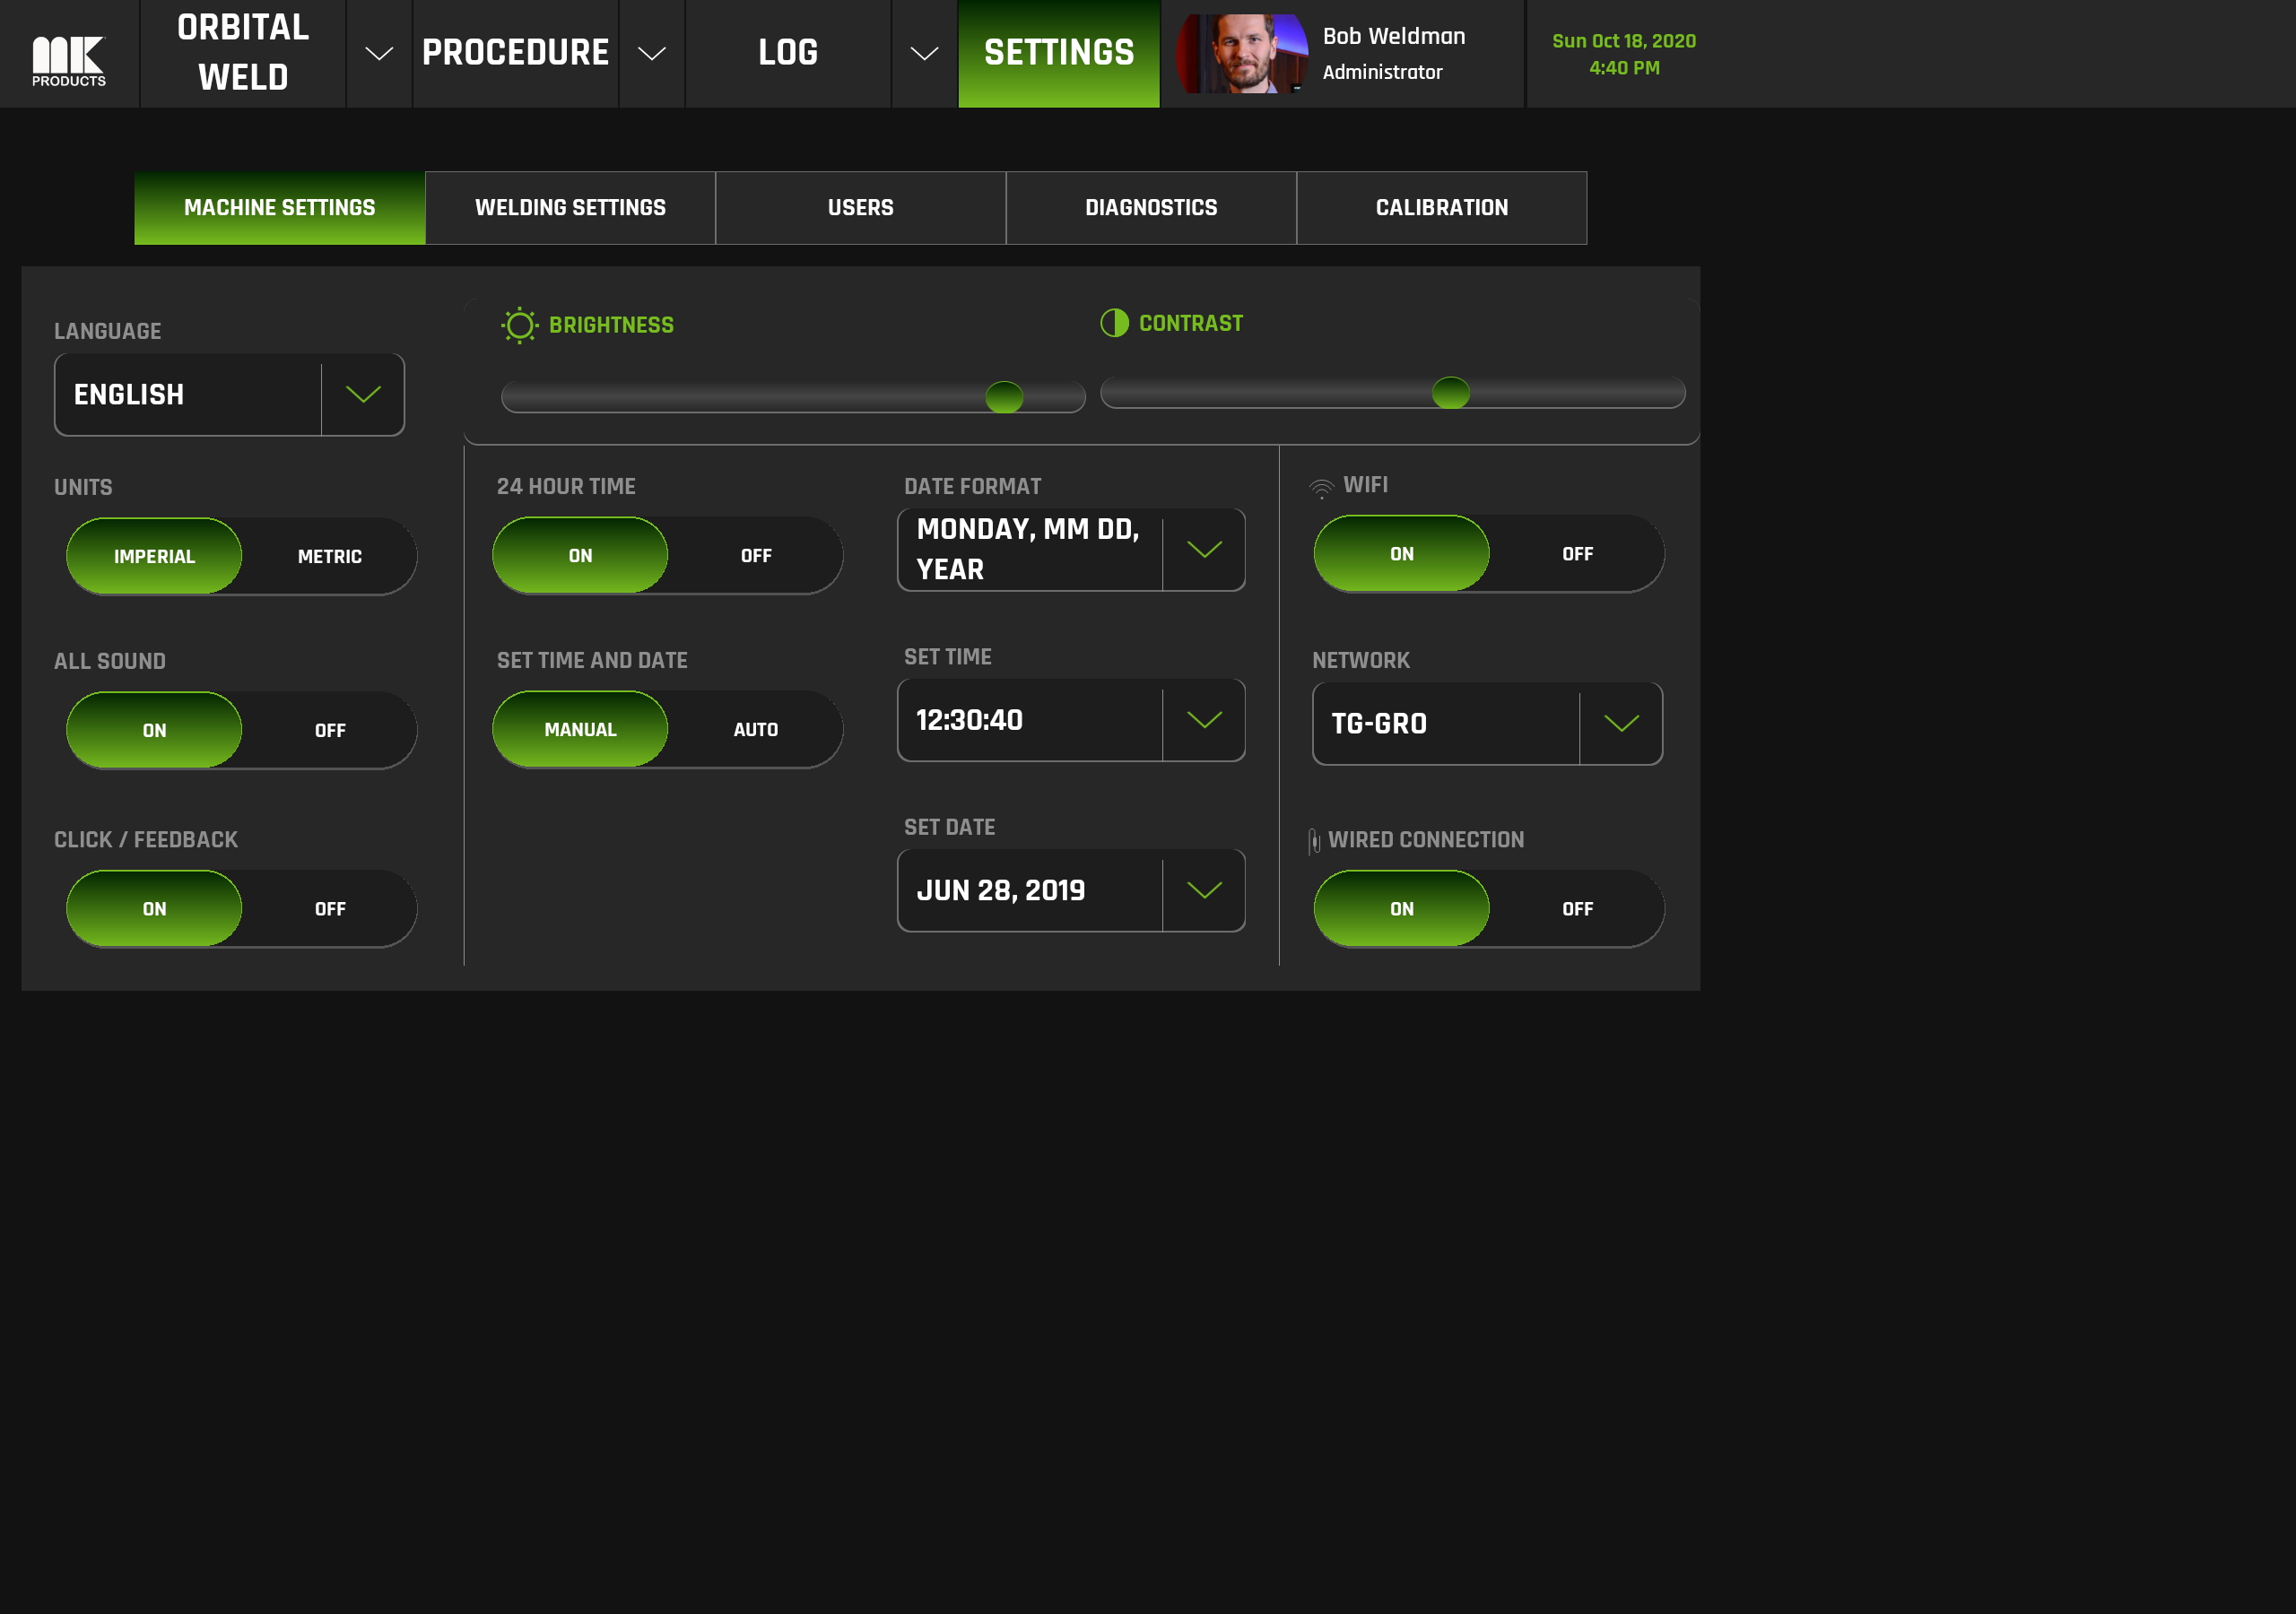 MK
PRODUCTS
ORBITAL
WELD
PROCEDURE
LOG
SETTINGS
Bob Weldman
Administrator
Sun Oct 18, 2020
4:40 PM
MACHINE SETTINGS
WELDING SETTINGS
USERS
DIAGNOSTICS
CALIBRATION
LANGUAGE
ENGLISH
BRIGHTNESS
CONTRAST
UNITS
IMPERIAL
METRIC
24 HOUR TIME
ON
OFF
DATE FORMAT
MONDAY, MM DD,
YEAR
WIFI
ON
OFF
ALL SOUND
ON
OFF
SET TIME AND DATE
MANUAL
AUTO
SET TIME
12:30:40
NETWORK
TG-GRO
CLICK / FEEDBACK
ON
OFF
SET DATE
JUN 28, 2019
WIRED CONNECTION
ON
OFF